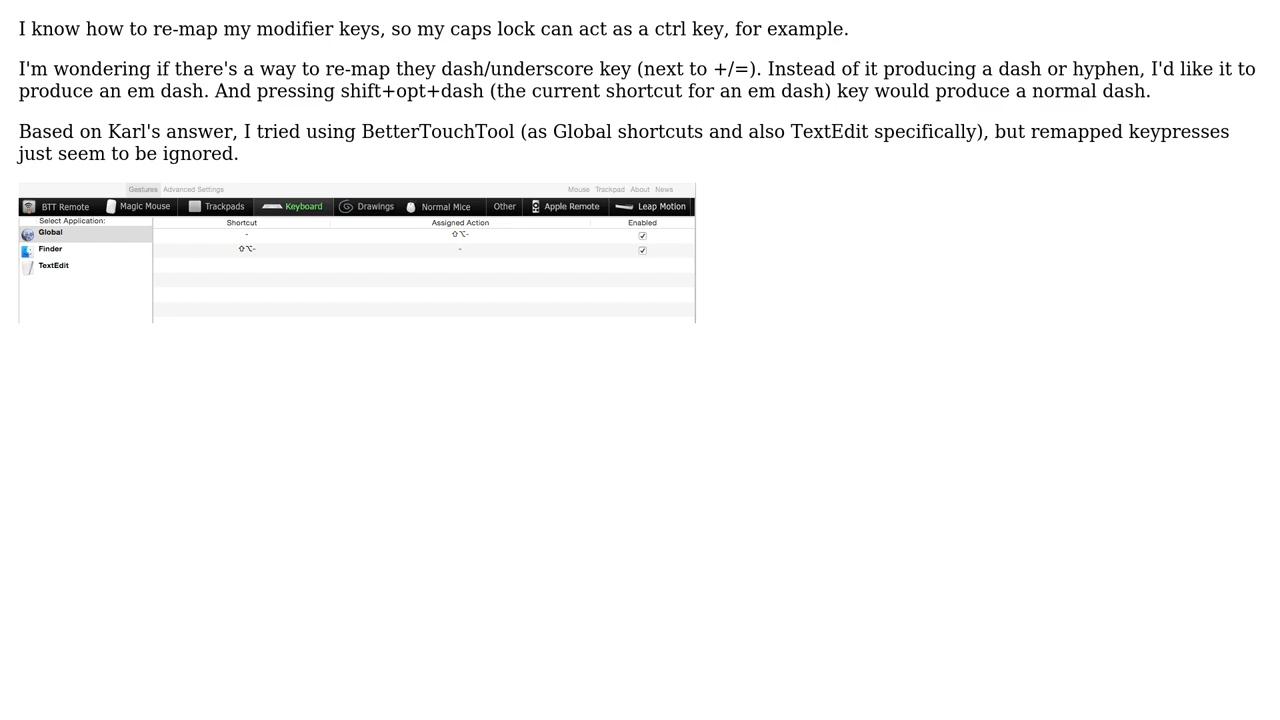 I know how to re-map my modifier keys, so my caps lock can act as a ctrl key, for example.
I'm wondering if there's a way to re-map they dash/underscore key (next to +/=). Instead of it producing a dash or hyphen, I'd like it to
produce an em dash. And pressing shift+opt+dash (the current shortcut for an em dash) key would produce a normal dash.
Based on Karl's answer, I tried using BetterTouchTool (as Global shortcuts and also TextEdit specifically), but remapped keypresses
just seem to be ignored.
Gestures Advanced Settings Mouse Trackpad About News
BTT Remote Magic Mouse Trackpads Keyboard Drawings Normal Mice Other Apple Remote Leap Motion
Select Application: Shortcut Assigned Action Enabled
Global - ⇧⌥-
Finder ⇧⌥- -
TextEdit